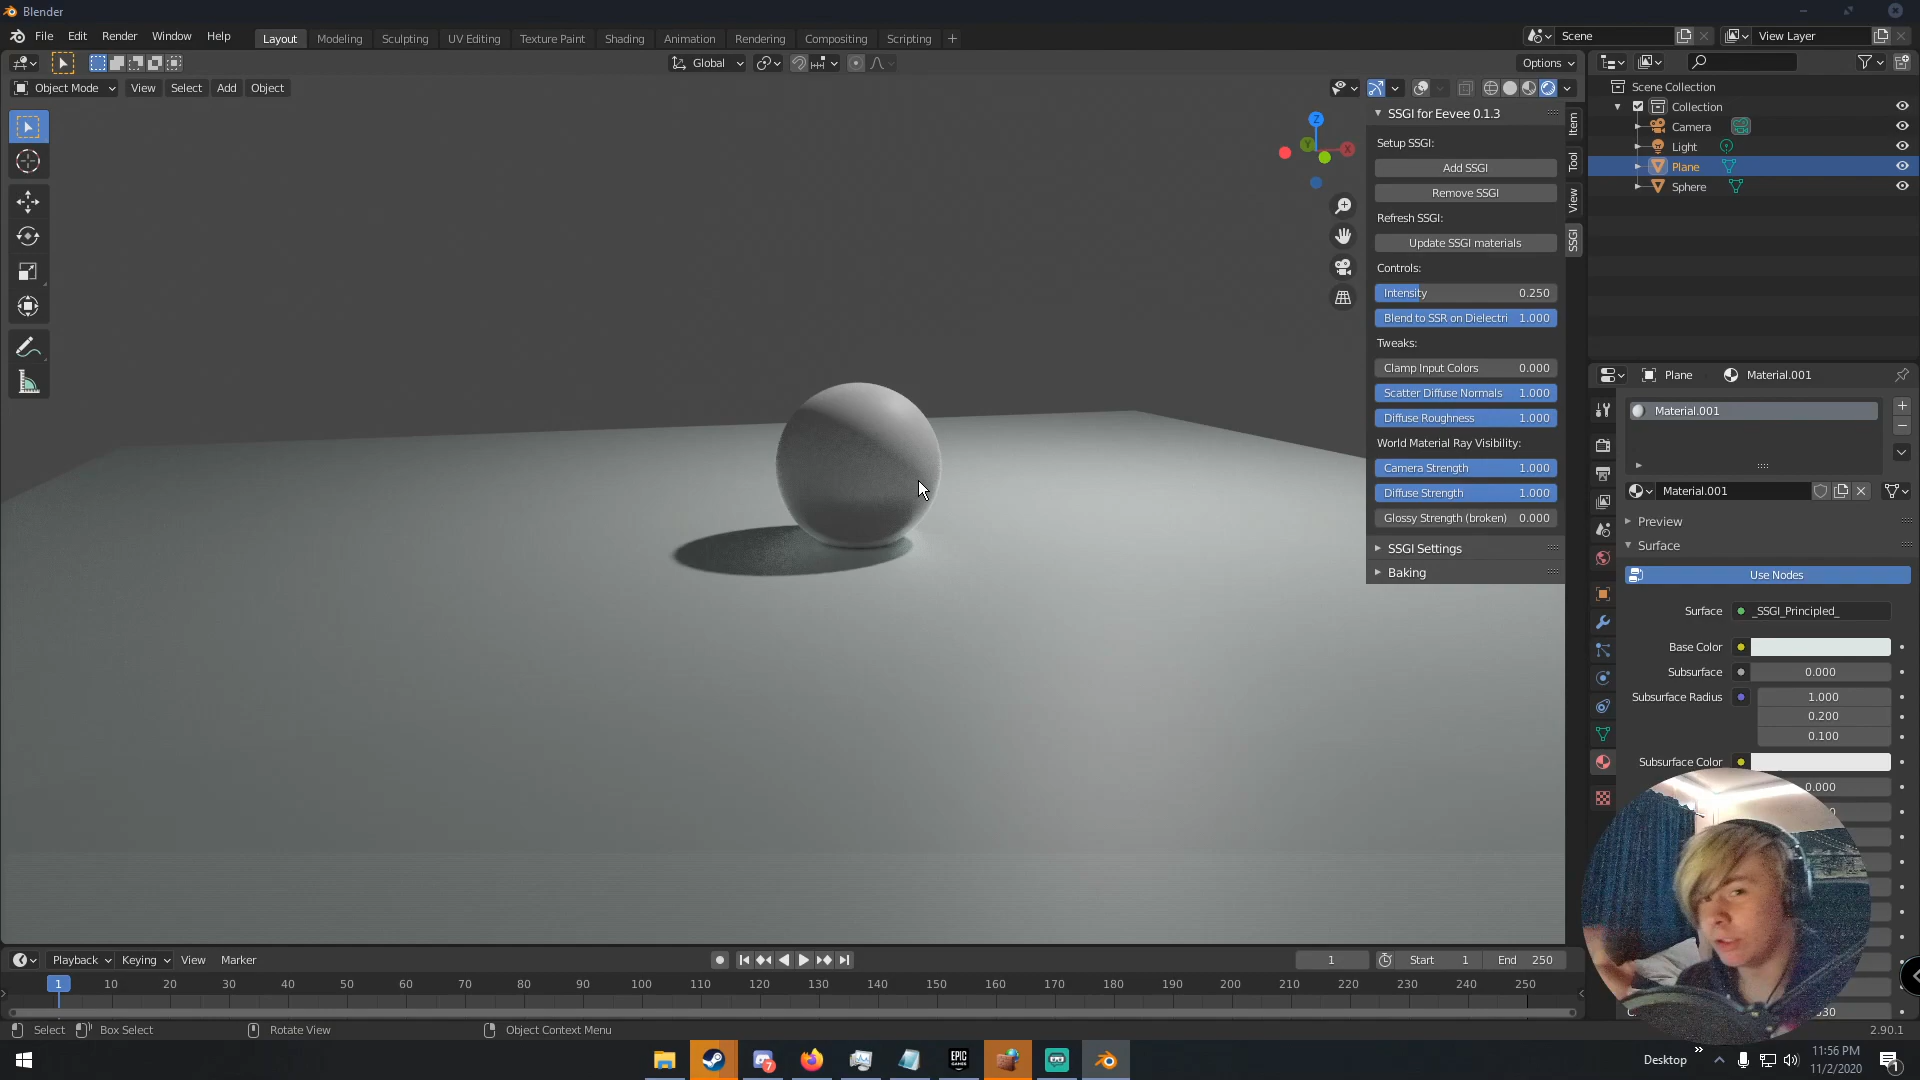 Blender
File Edit Render Window Help
Layout Modeling Sculpting UV Editing Texture Paint Shading Animation Rendering Compositing Scripting +
Scene
View Layer
Global
Options
Object Mode View Select Add Object
SSGI for Eevee 0.1.3
Setup SSGI:
Add SSGI
Remove SSGI
Refresh SSGI:
Update SSGI materials
Controls:
Intensity 0.250
Blend to SSR on Dielectri 1.000
Tweaks:
Clamp Input Colors 0.000
Scatter Diffuse Normals 1.000
Diffuse Roughness 1.000
World Material Ray Visibility:
Camera Strength 1.000
Diffuse Strength 1.000
Glossy Strength (broken) 0.000
SSGI Settings
Baking
Item
Tool
View
SSGI
Z
Y
X
Scene Collection
Collection
Camera
Light
Plane
Sphere
Plane Material.001
Material.001
Material.001
Preview
Surface
Use Nodes
Surface _SSGI_Principled_
Base Color
Subsurface 0.000
Subsurface Radius 1.000
0.200
0.100
Subsurface Color
0.000
Playback Keying View Marker
1 Start 1 End 250
1 10 20 30 40 50 60 70 80 90 100 110 120 130 140 150 160 170 180 190 200 210 220 230 240 250
Select Box Select Rotate View Object Context Menu
2.90.1
7
EPIC GAMES
Desktop
11:56 PM
11/2/2020
1